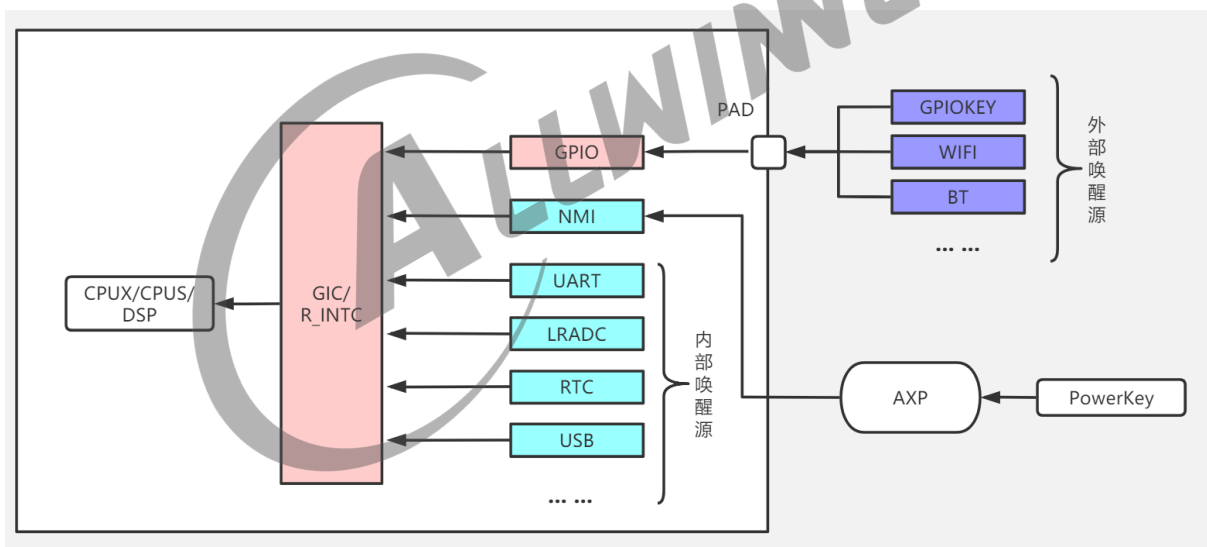 ALLWINN
PAD
GPIOKEY
WIFI
BT
... ...
外部唤醒源
GPIO
NMI
UART
LRADC
RTC
USB
... ...
内部唤醒源
GIC/
R_INTC
CPUX/CPUS/
DSP
AXP
PowerKey